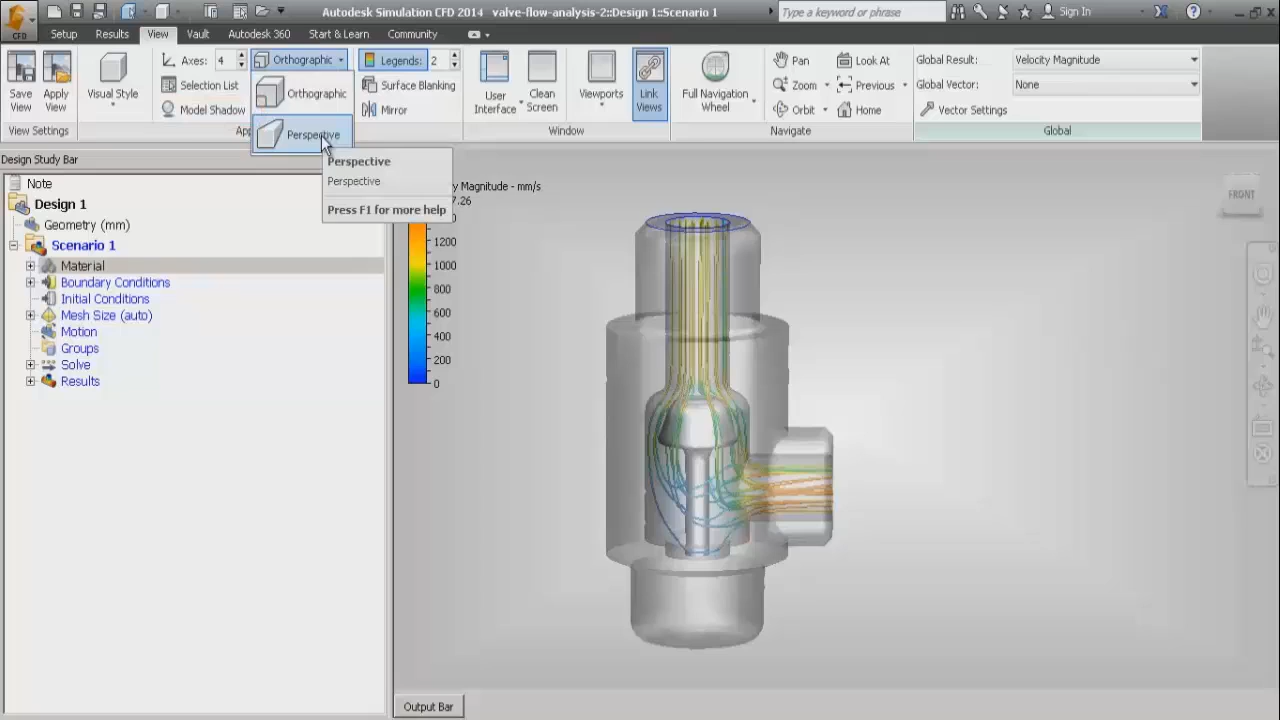 Autodesk Simulation CFD 2014 valve-flow-analysis-2::Design 1::Scenario 1
Type a keyword or phrase
Sign In
CFD
Setup Results View Vault Autodesk 360 Start & Learn Community
Save View
Apply View
View Settings
Visual Style
Axes: 4
Selection List
Model Shadow
Orthographic
Orthographic
Perspective
App
Legends: 2
Surface Blanking
Mirror
User Interface
Clean Screen
Viewports
Link Views
Window
Full Navigation Wheel
Pan
Zoom
Orbit
Look At
Previous
Home
Navigate
Global Result: Velocity Magnitude
Global Vector: None
Vector Settings
Global
Perspective
Perspective
Press F1 for more help
Design Study Bar
Note
Design 1
Geometry (mm)
Scenario 1
Material
Boundary Conditions
Initial Conditions
Mesh Size (auto)
Motion
Groups
Solve
Results
y Magnitude - mm/s
7.26
0
1200
1000
800
600
400
200
0
FRONT
Output Bar